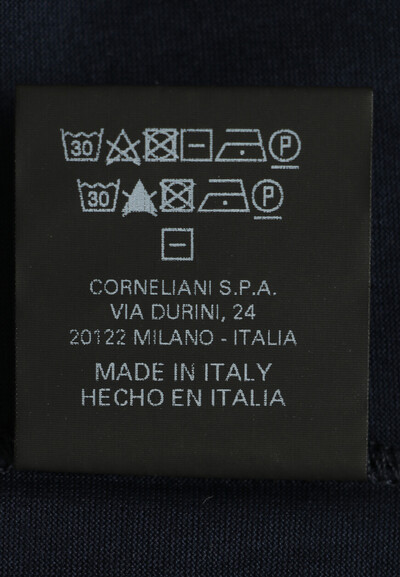 30 P
30 P
CORNELIANI S.P.A.
VIA DURINI, 24
20122 MILANO - ITALIA
MADE IN ITALY
HECHO EN ITALIA